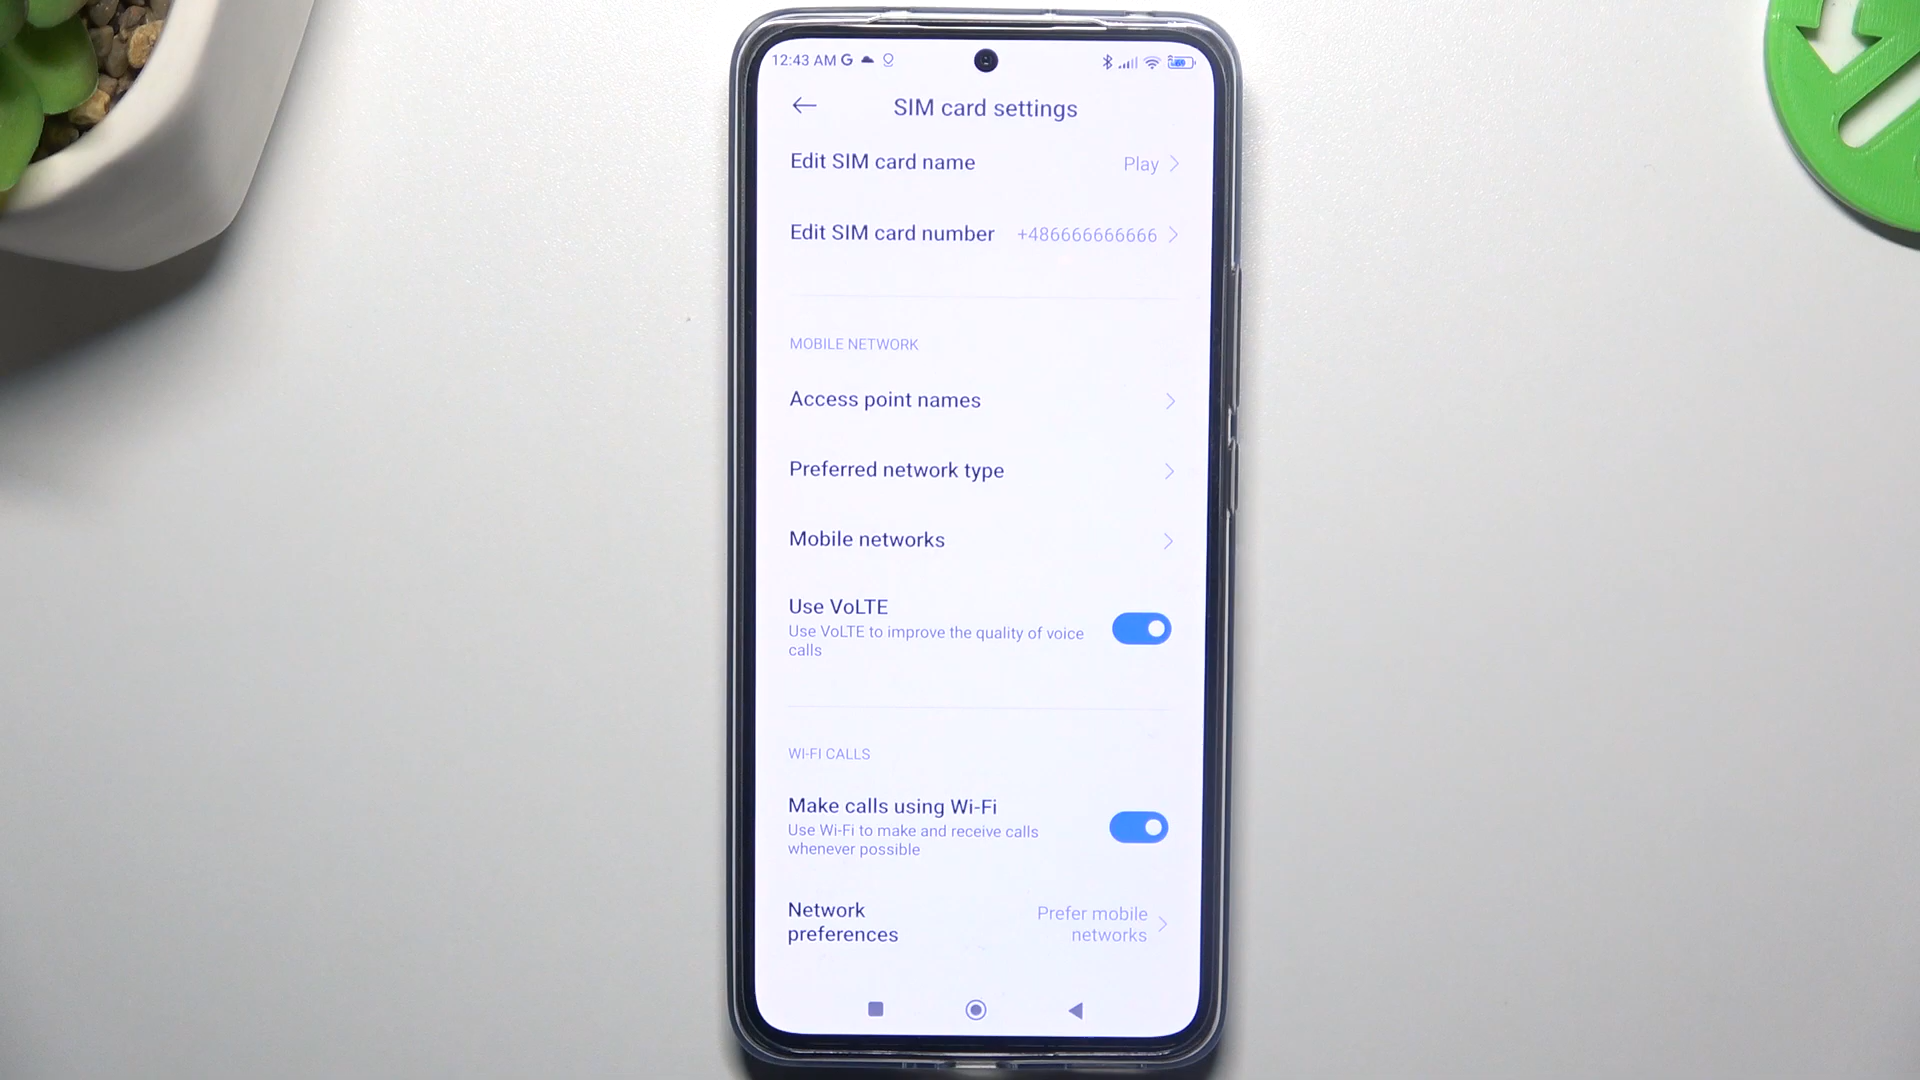 12:43 AM G
SIM card settings
Edit SIM card name Play
Edit SIM card number +486666666666
MOBILE NETWORK
Access point names
Preferred network type
Mobile networks
Use VoLTE
Use VoLTE to improve the quality of voice
calls
WI-FI CALLS
Make calls using Wi-Fi
Use Wi-Fi to make and receive calls
whenever possible
Network Prefer mobile
preferences networks